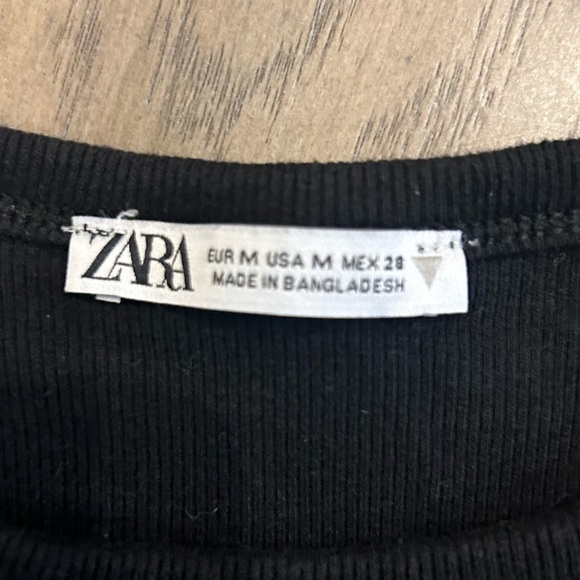 ZARA
EUR M USA M MEX 28
MADE IN BANGLADESH